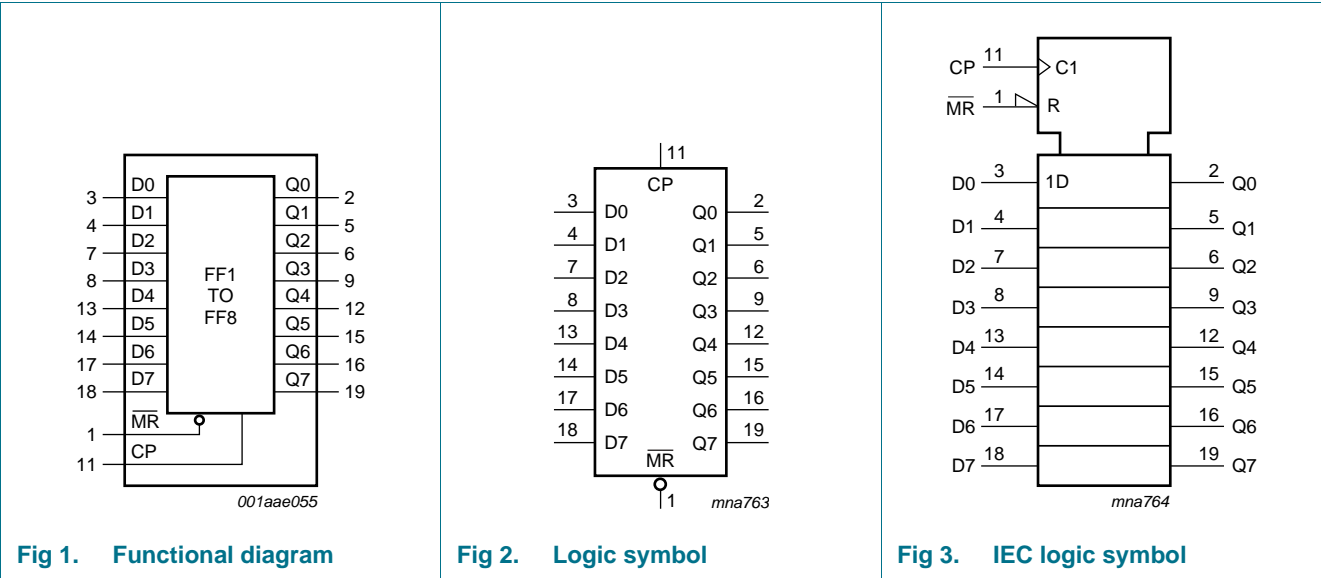 D0
Q0
3
2
D1
Q1
4
5
D2
Q2
7
6
D3
Q3
8
9
D4
Q4
13
12
D5
Q5
14
15
D6
Q6
17
16
D7
Q7
18
19
FF1
TO
FF8
MR
1
CP
11
001aae055
Fig 1. Functional diagram
11
CP
3 D0 Q0 2
4 D1 Q1 5
7 D2 Q2 6
8 D3 Q3 9
13 D4 Q4 12
14 D5 Q5 15
17 D6 Q6 16
18 D7 Q7 19
MR
1
mna763
Fig 2. Logic symbol
CP 11 C1
MR 1 R
D0 3 1D 2 Q0
D1 4 5 Q1
D2 7 6 Q2
D3 8 9 Q3
D4 13 12 Q4
D5 14 15 Q5
D6 17 16 Q6
D7 18 19 Q7
mna764
Fig 3. IEC logic symbol